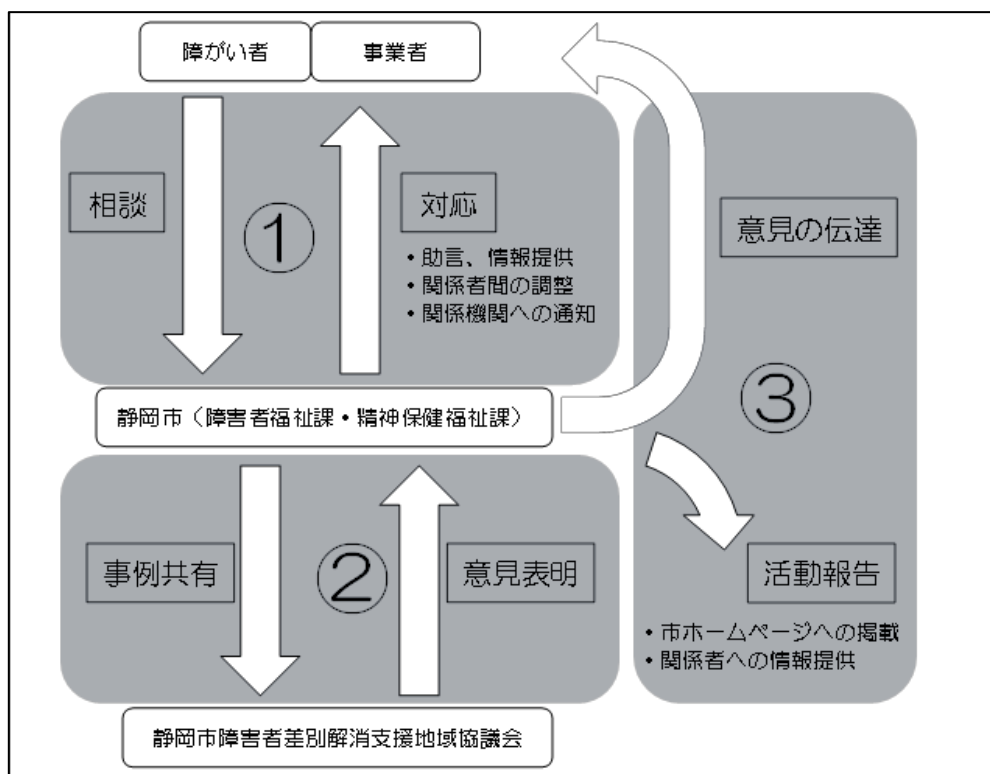 障がい者
事業者
相談
①
対応
・助言、情報提供
・関係者間の調整
・関係機関への通知
静岡市（障害者福祉課・精神保健福祉課）
事例共有
②
意見表明
静岡市障害者差別解消支援地域協議会
意見の伝達
③
活動報告
・市ホームページへの掲載
・関係者への情報提供